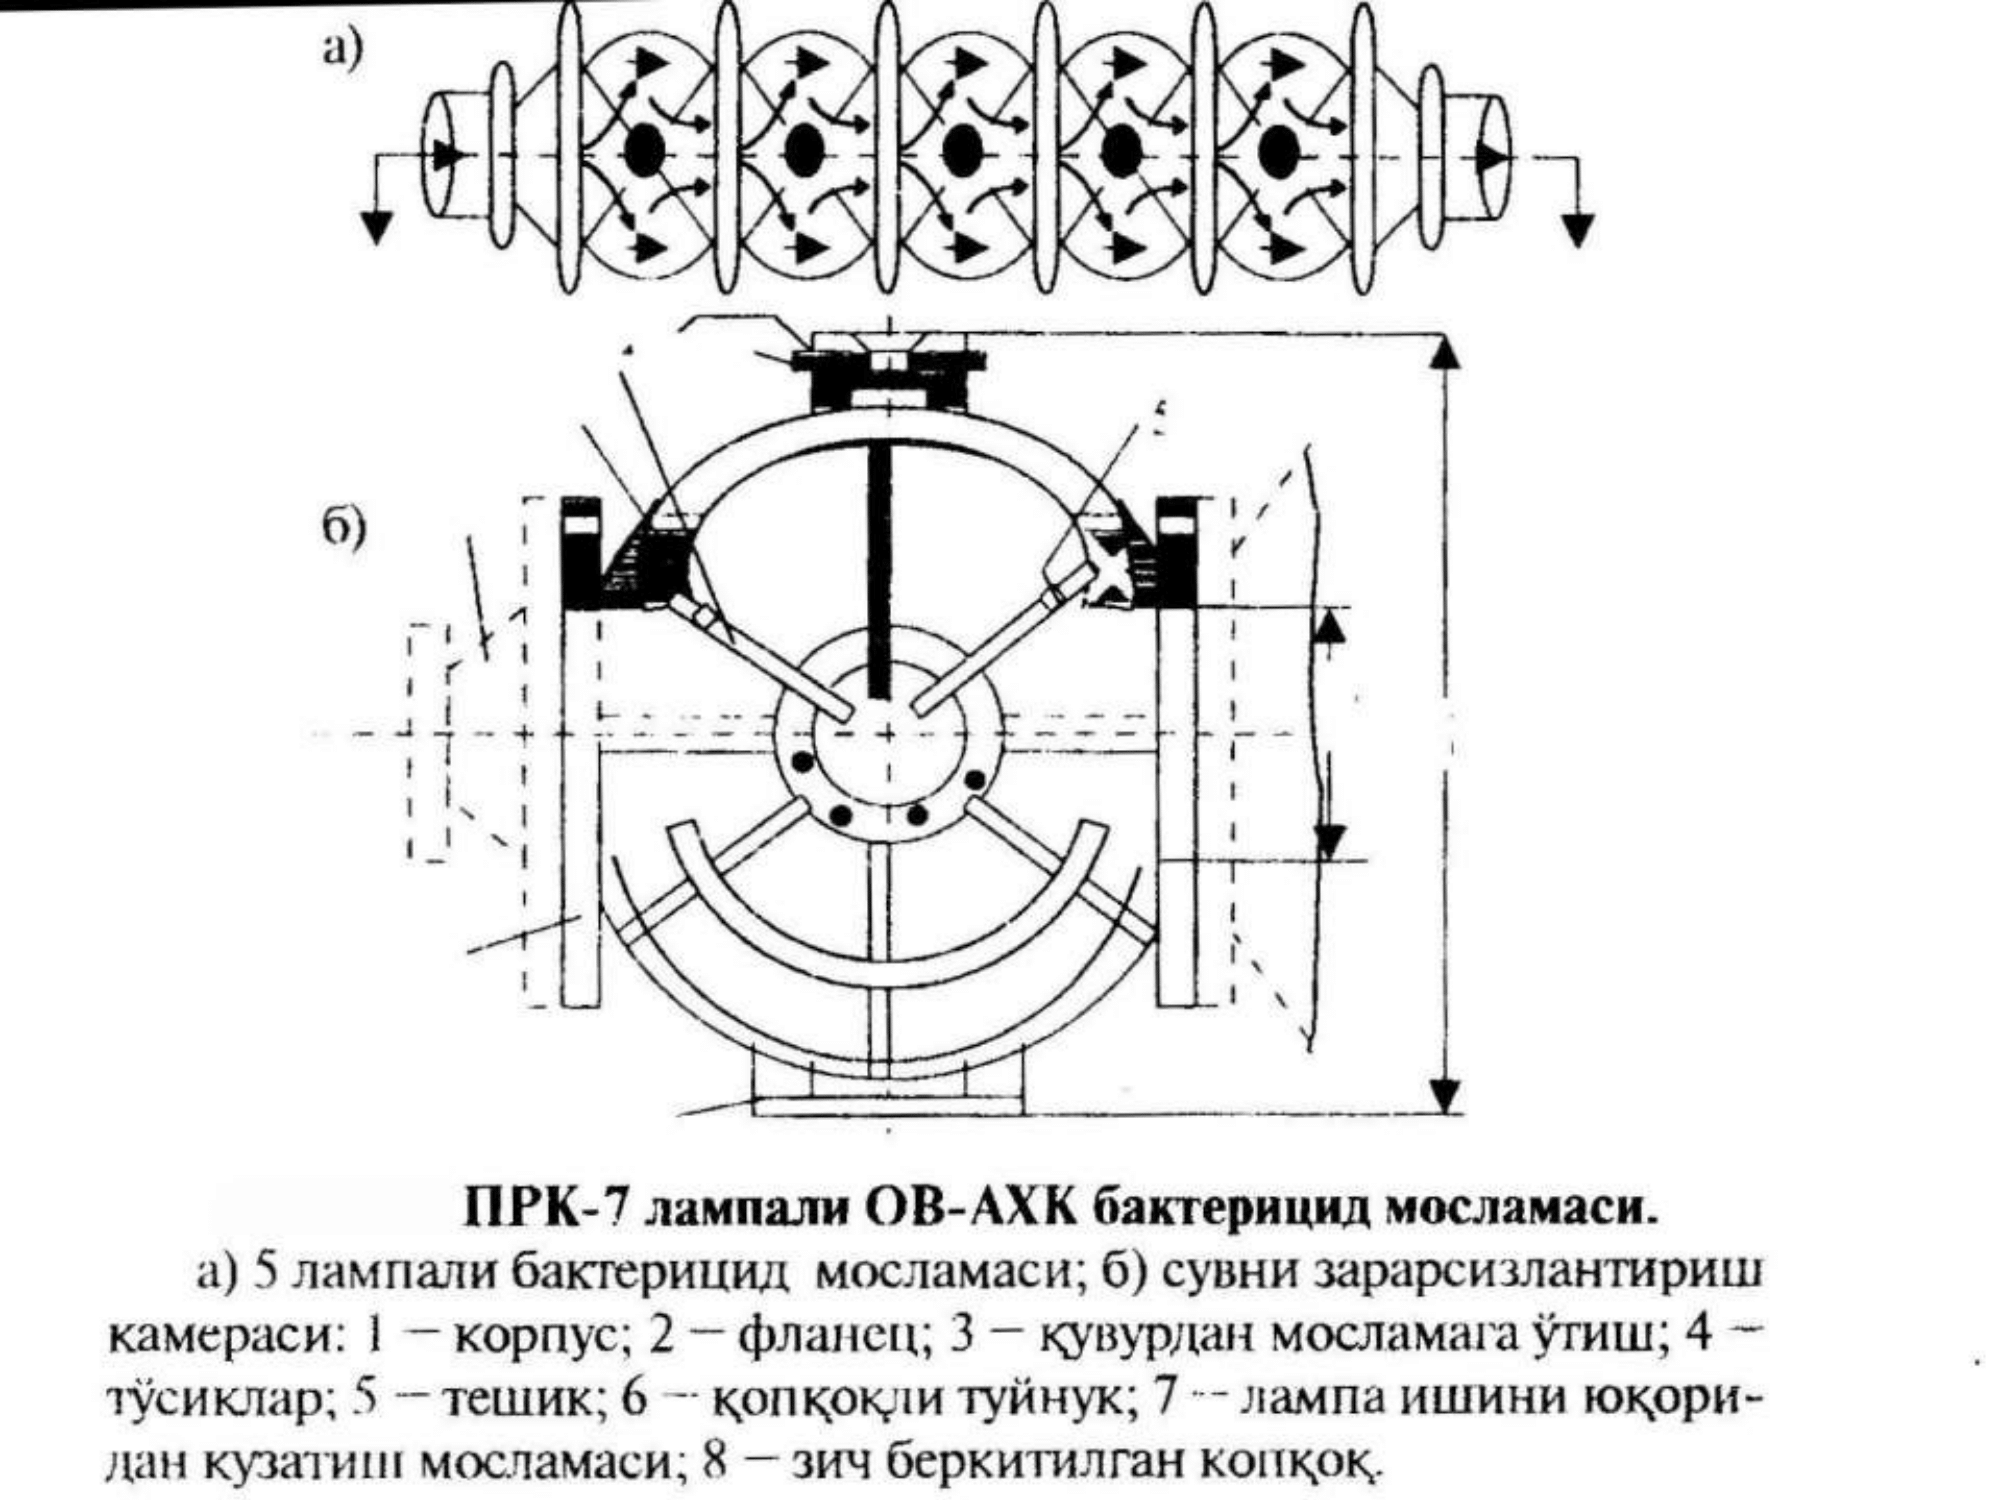 а)
5
б)
ПРК-7 лампали ОВ-АХК бактерицид мосламаси.
а) 5 лампали бактерицид мосламаси; б) сувни зарарсизлантириш
камераси: 1 – корпус; 2 – фланец; 3 – қувурдан мосламага ўтиш; 4 –
тўсиклар; 5 – тешик; 6 – қопқоқли туйнук; 7 – лампа ишини юқори-
дан кузатиш мосламаси; 8 – зич беркитилган копқоқ.